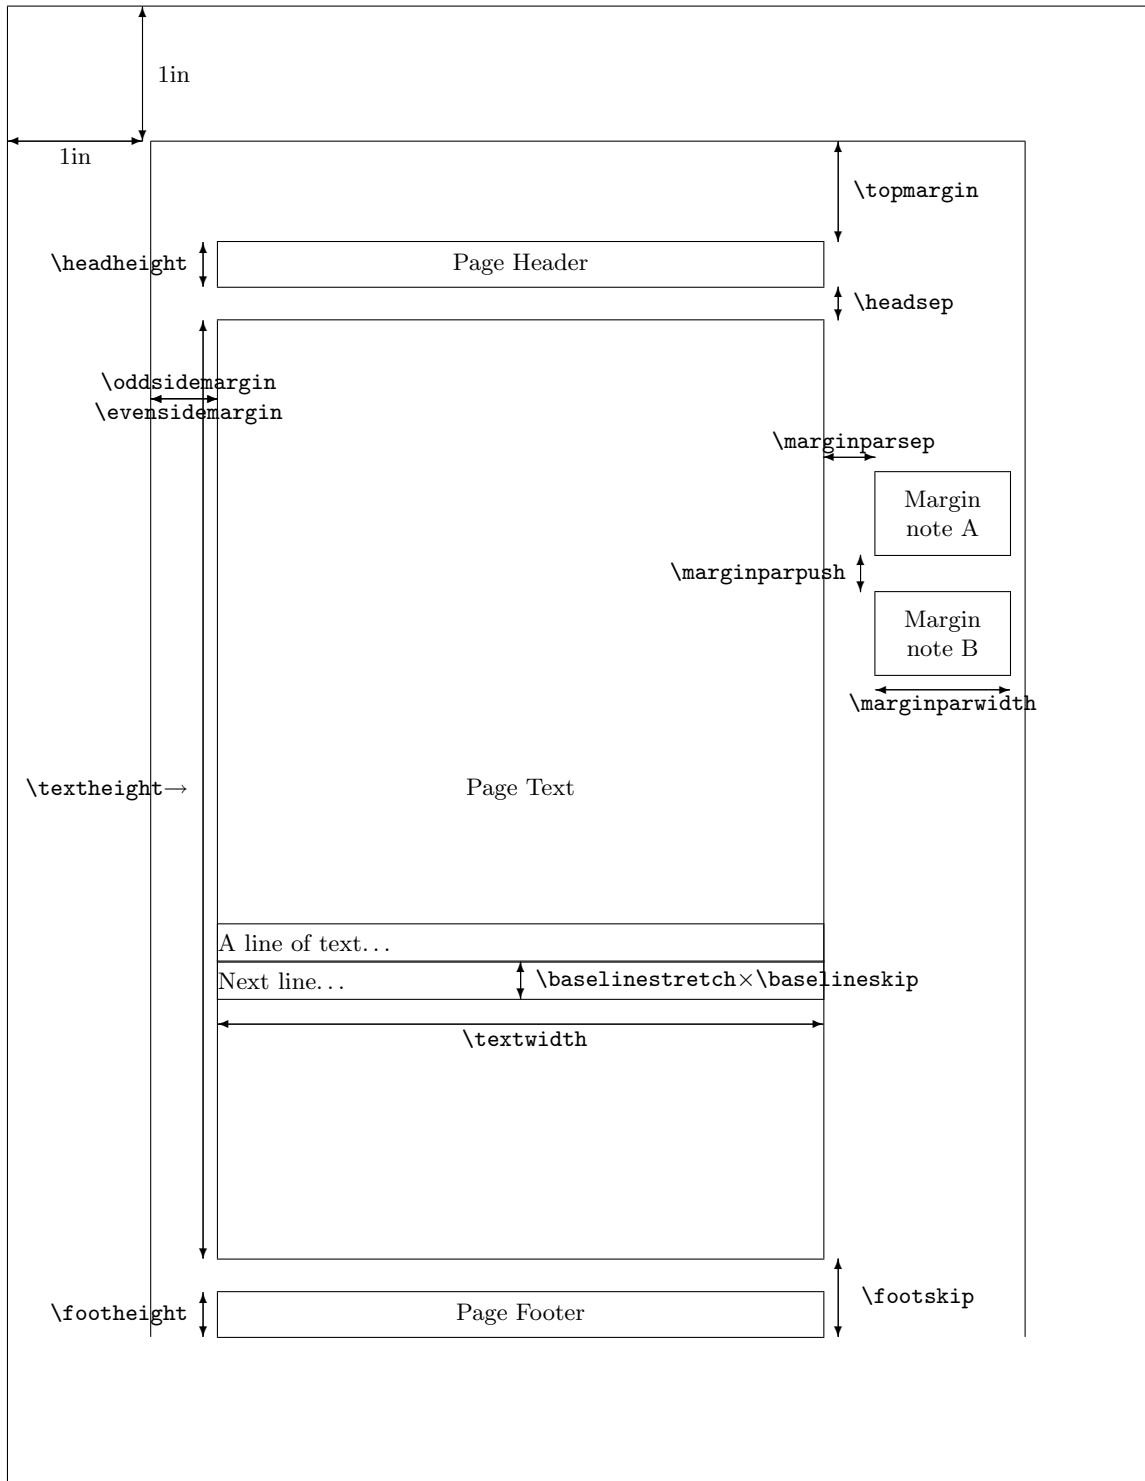 1in
1in
\topmargin
\headheight
Page Header
\headsep
\oddsidemargin
\evensidemargin
\marginparsep
Margin
note A
\marginparpush
Margin
note B
\marginparwidth
\textheight→
Page Text
A line of text...
Next line...
\baselinestretch×\baselineskip
\textwidth
\footskip
\footheight
Page Footer